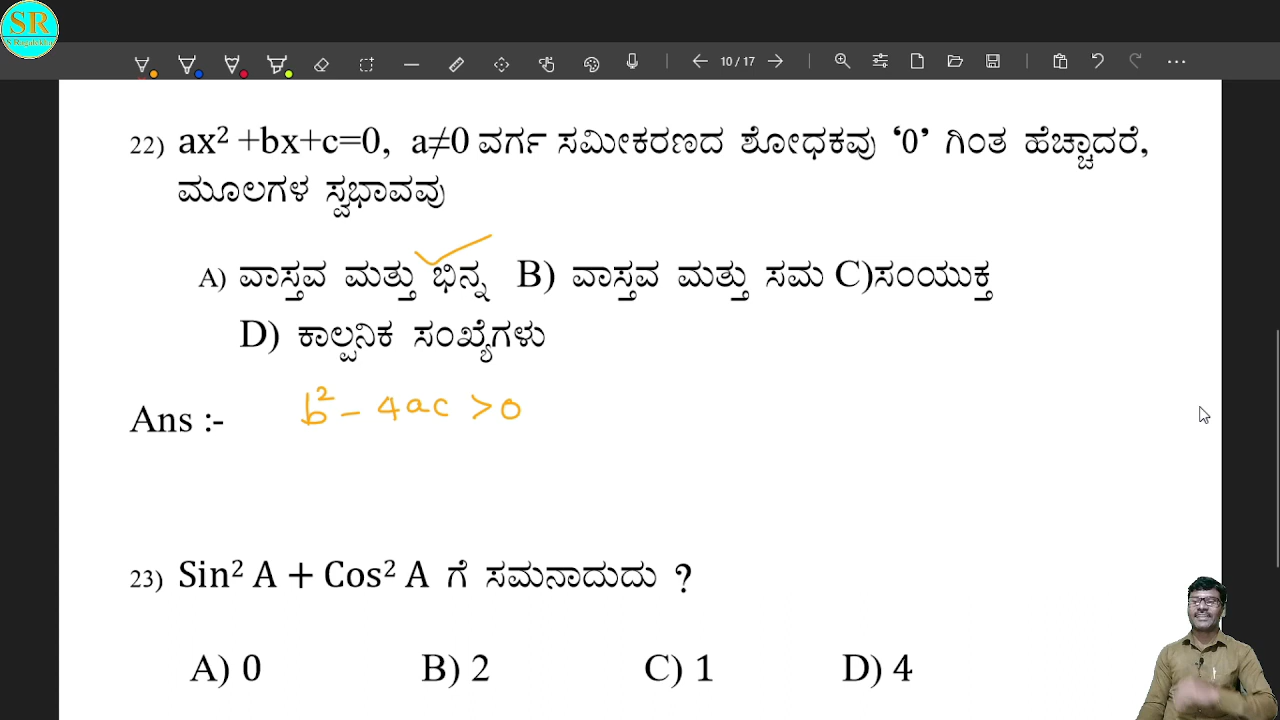 SR
10 / 17
22) ax² +bx+c=0, a≠0 ವರ್ಗ ಸಮೀಕರಣದ ಶೋಧಕವು ‘0’ ಗಿಂತ ಹೆಚ್ಚಾದರೆ,
ಮೂಲಗಳ ಸ್ವಭಾವವು
A) ವಾಸ್ತವ ಮತ್ತು ಭಿನ್ನ B) ವಾಸ್ತವ ಮತ್ತು ಸಮ C)ಸಂಯುಕ್ತ
D) ಕಾಲ್ಪನಿಕ ಸಂಖ್ಯೆಗಳು
Ans :- b² - 4ac > 0
23) Sin² A + Cos² A ಗೆ ಸಮನಾದುದು ?
A) 0 B) 2 C) 1 D) 4